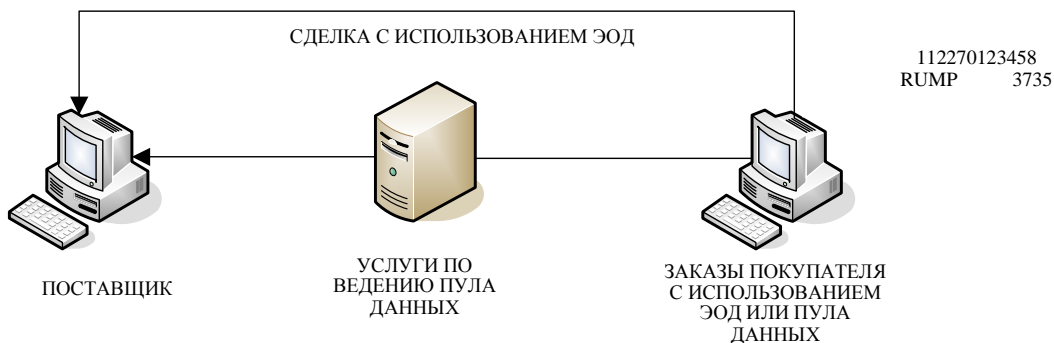 СДЕЛКА С ИСПОЛЬЗОВАНИЕМ ЭОД
112270123458
RUMP 3735
ПОСТАВЩИК
УСЛУГИ ПО
ВЕДЕНИЮ ПУЛА
ДАННЫХ
ЗАКАЗЫ ПОКУПАТЕЛЯ
С ИСПОЛЬЗОВАНИЕМ
ЭОД ИЛИ ПУЛА
ДАННЫХ